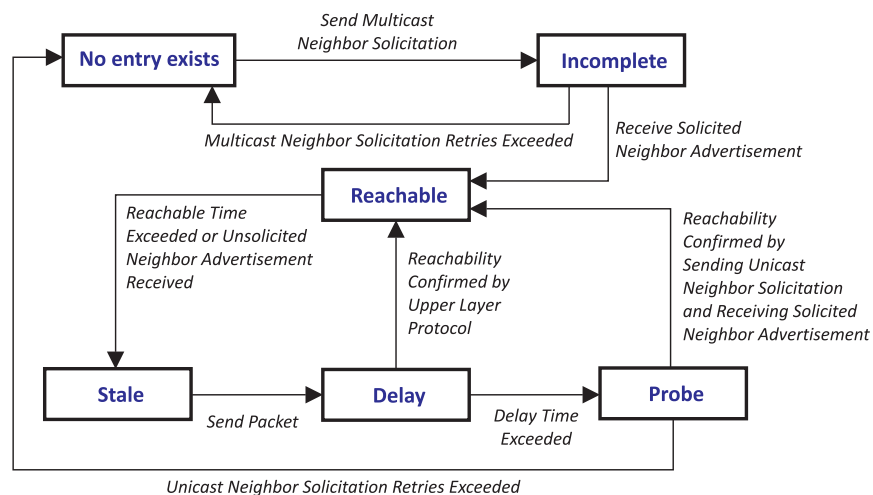 Send Multicast
Neighbor Solicitation
No entry exists
Incomplete
Multicast Neighbor Solicitation Retries Exceeded
Receive Solicited
Neighbor Advertisement
Reachable
Reachable Time
Exceeded or Unsolicited
Neighbor Advertisement
Received
Reachability
Confirmed by
Upper Layer
Protocol
Reachability
Confirmed by
Sending Unicast
Neighbor Solicitation
and Receiving Solicited
Neighbor Advertisement
Stale
Send Packet
Delay
Delay Time
Exceeded
Probe
Unicast Neighbor Solicitation Retries Exceeded